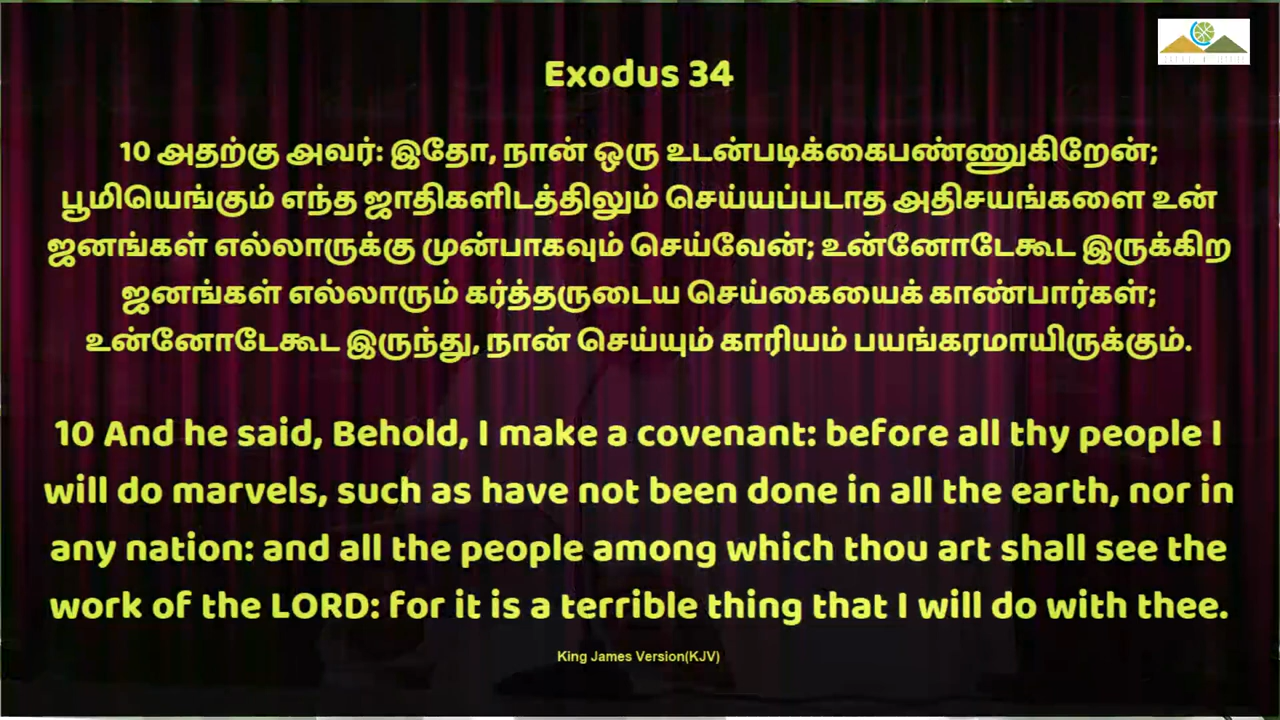 Exodus 34
10 அதற்கு அவர்: இதோ, நான் ஒரு உடன்படிக்கைபண்ணுகிறேன்;
பூமியெங்கும் எந்த ஜாதிகளிடத்திலும் செய்யப்படாத அதிசயங்களை உன்
ஜனங்கள் எல்லாருக்கு முன்பாகவும் செய்வேன்; உன்னோடேகூட இருக்கிற
ஜனங்கள் எல்லாரும் கர்த்தருடைய செய்கையைக் காண்பார்கள்;
உன்னோடேகூட இருந்து, நான் செய்யும் காரியம் பயங்கரமாயிருக்கும்.
10 And he said, Behold, I make a covenant: before all thy people I
will do marvels, such as have not been done in all the earth, nor in
any nation: and all the people among which thou art shall see the
work of the LORD: for it is a terrible thing that I will do with thee.
King James Version(KJV)